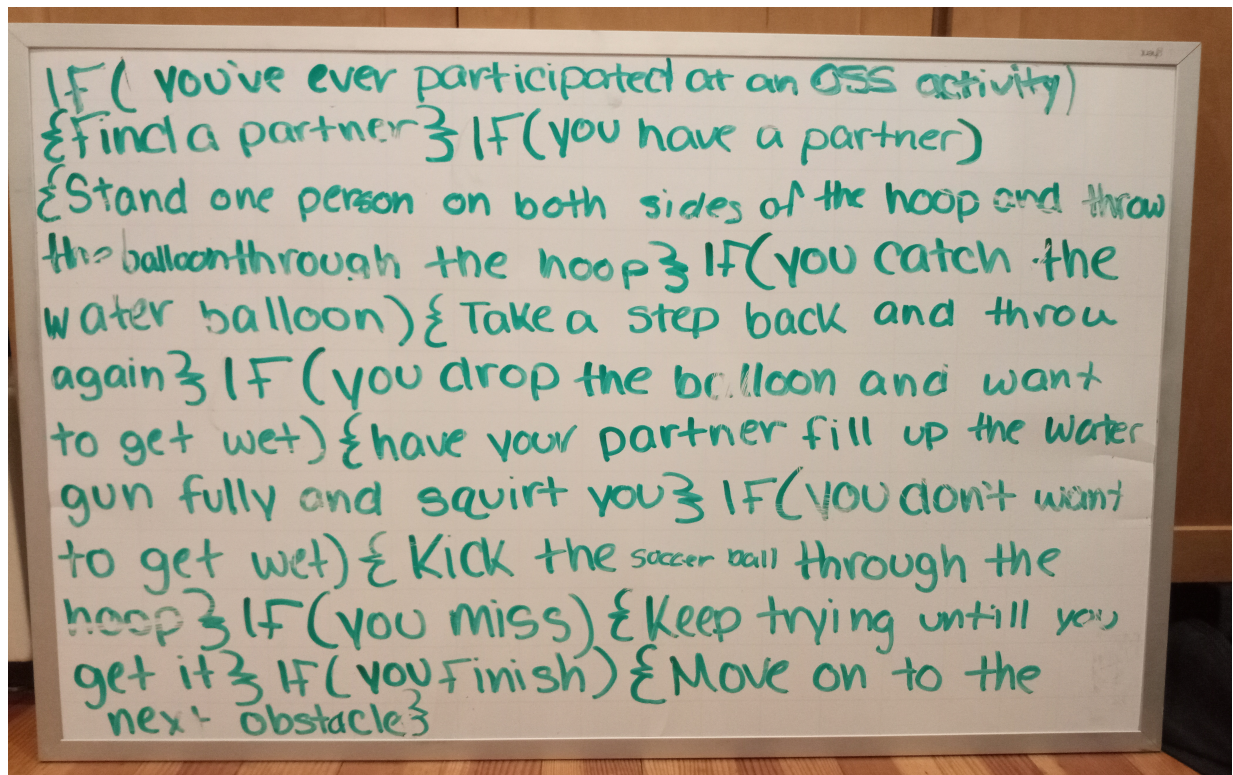 IF( you've ever participated at an OSS activity)
{Find a partner} IF(you have a partner)
{Stand one person on both sides of the hoop and throw
the balloon through the hoop} IF(you catch the
water balloon) { Take a step back and throw
again} IF (you drop the balloon and want
to get wet) {have your partner fill up the water
gun fully and squirt you} IF(you don't want
to get wet) { Kick the soccer ball through the
hoop} IF(you miss) {Keep trying untill you
get it} IF(you Finish) {Move on to the
next obstacle}